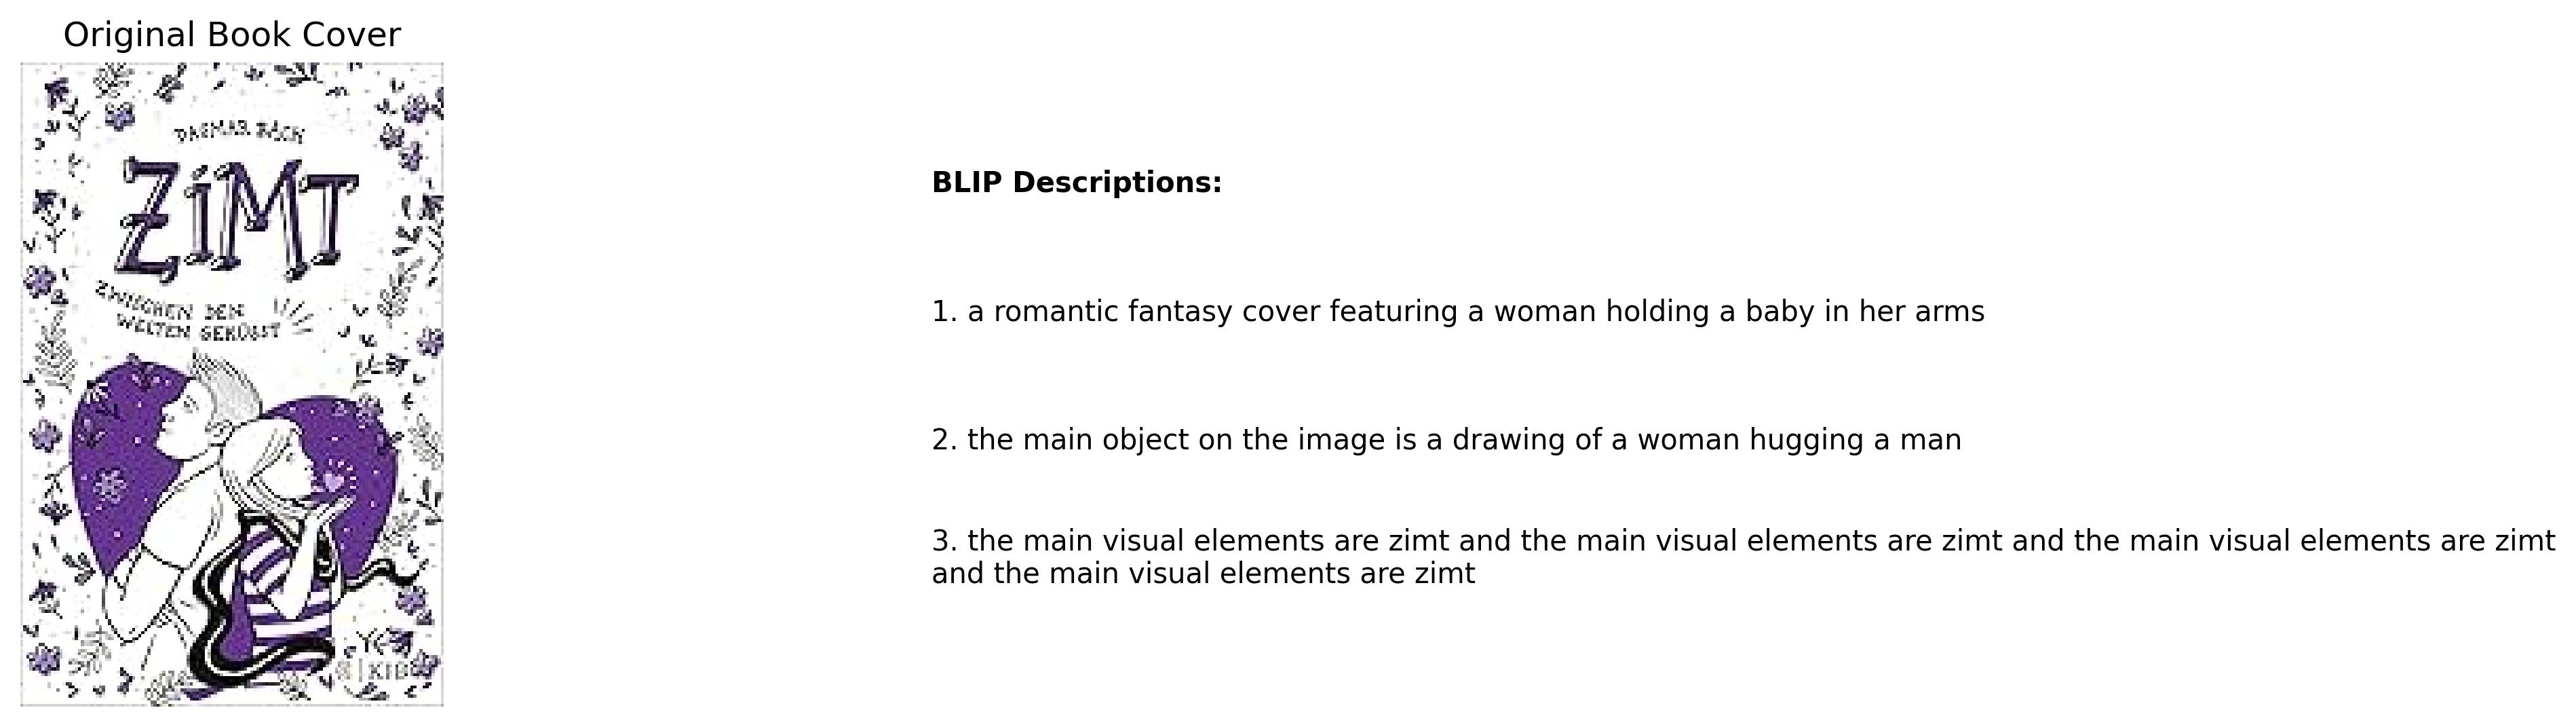 Original Book Cover
DAGMAR BACH
ZiMT
ZWISCHEN DEN
WELTEN GEKÜSST
BLIP Descriptions:
1. a romantic fantasy cover featuring a woman holding a baby in her arms
2. the main object on the image is a drawing of a woman hugging a man
3. the main visual elements are zimt and the main visual elements are zimt and the main visual elements are zimt
and the main visual elements are zimt